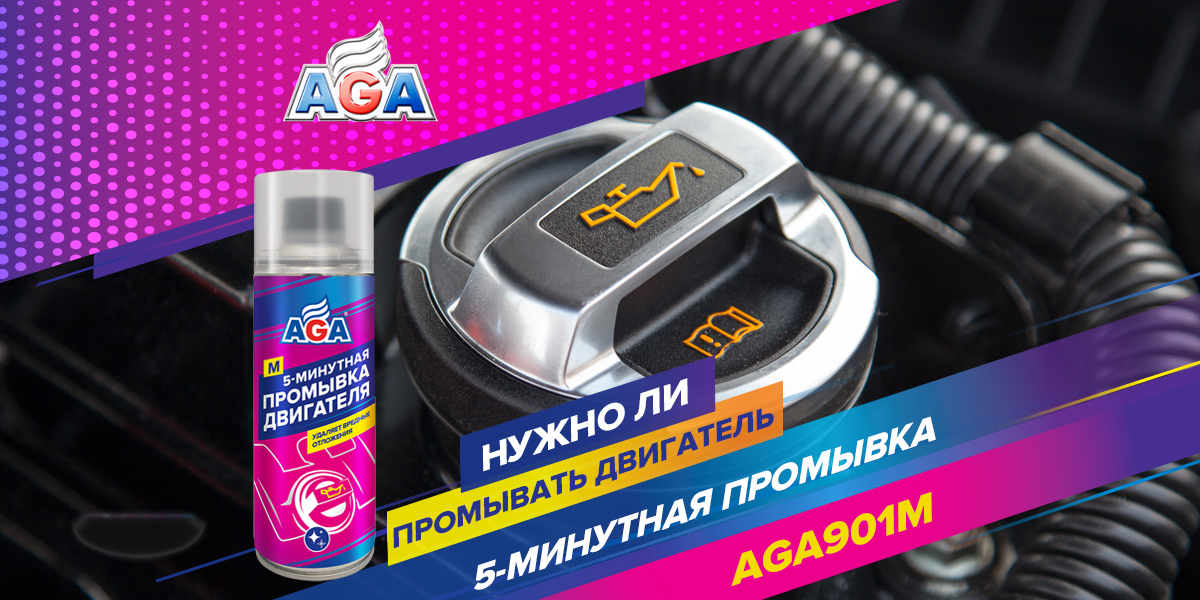 AGA
AGA
М
5-МИНУТНАЯ
ПРОМЫВКА
ДВИГАТЕЛЯ
УДАЛЯЕТ ВРЕДНЫЕ
ОТЛОЖЕНИЯ
НУЖНО ЛИ
ПРОМЫВАТЬ ДВИГАТЕЛЬ
5-МИНУТНАЯ ПРОМЫВКА
AGA901M